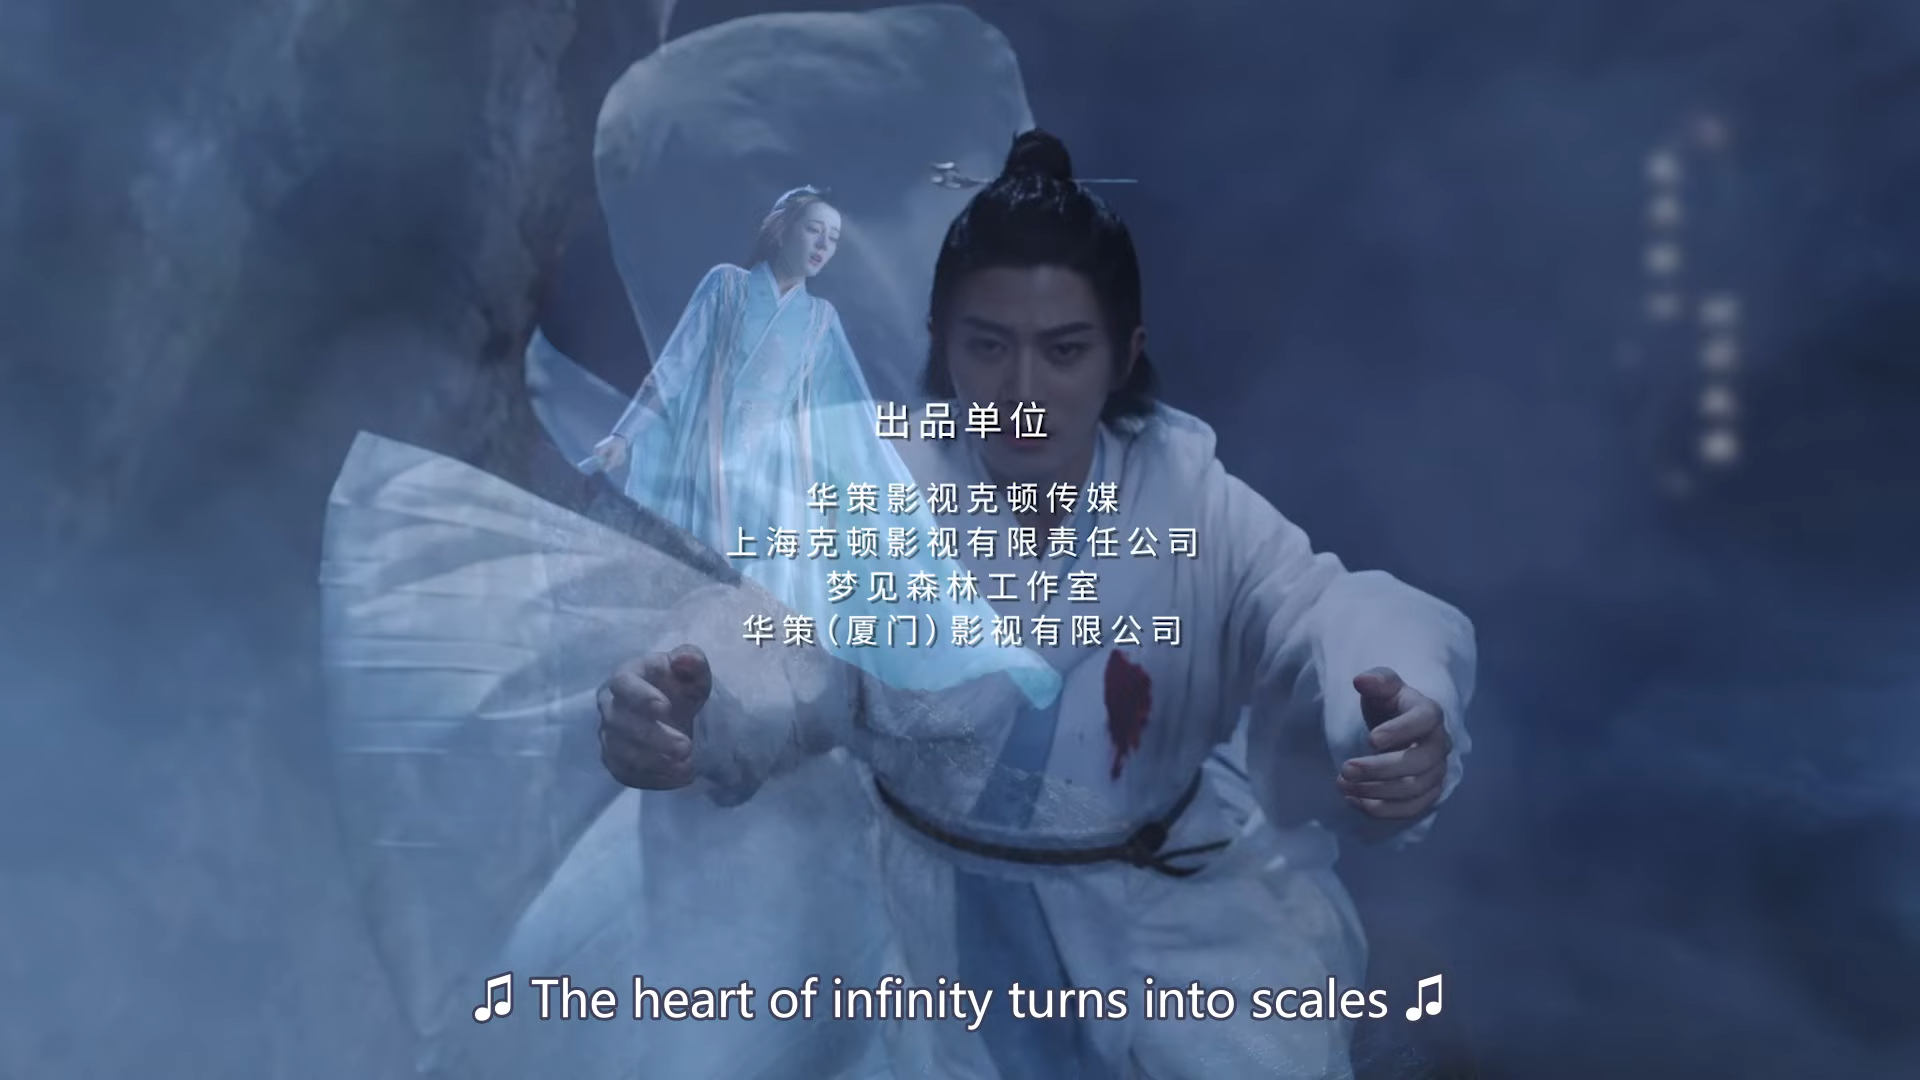 出品单位
华策影视克顿传媒
上海克顿影视有限责任公司
梦见森林工作室
华策(厦门)影视有限公司
♫ The heart of infinity turns into scales ♫